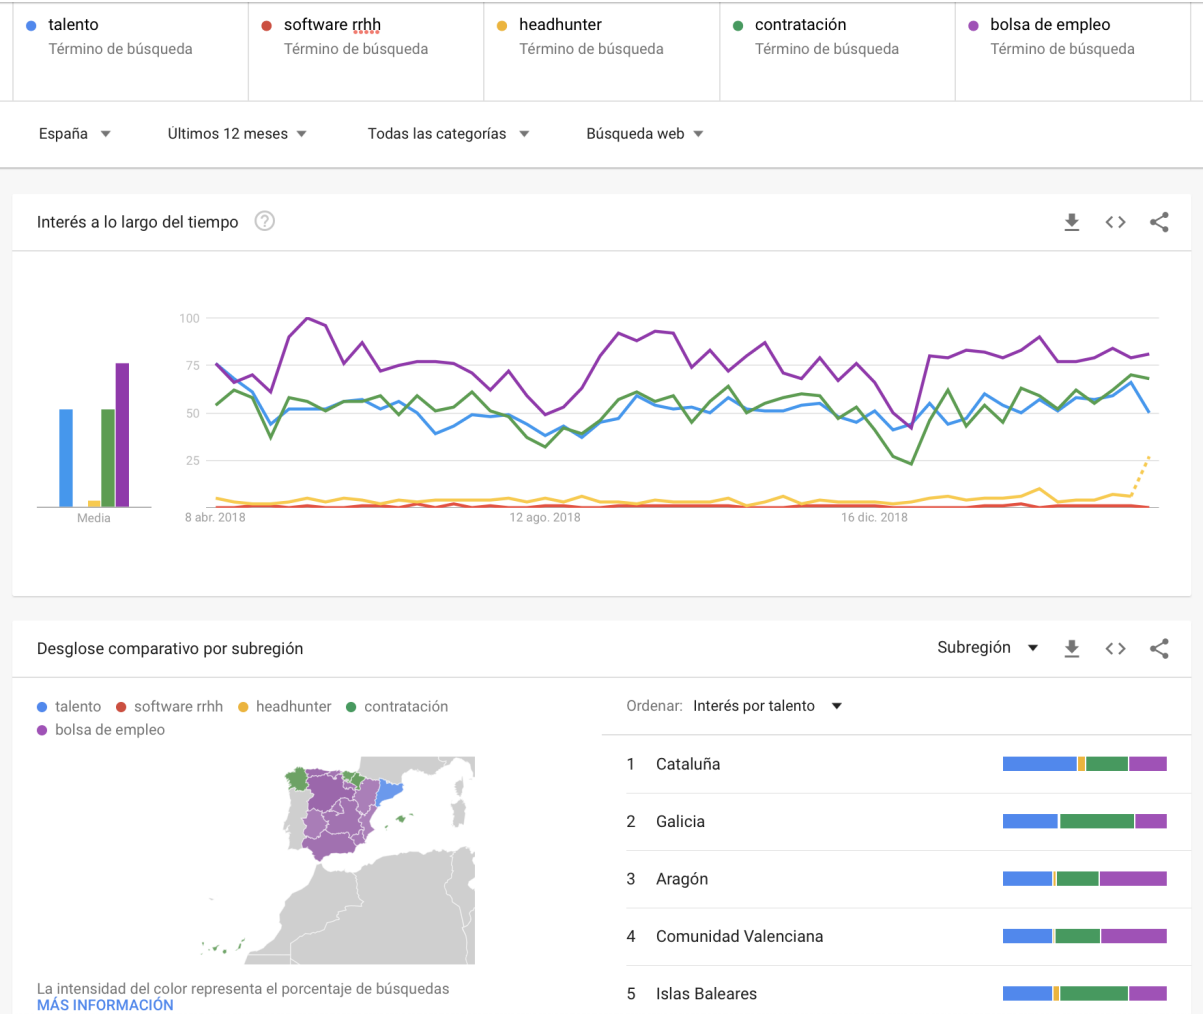 talento
Término de búsqueda
software rrhh
Término de búsqueda
headhunter
Término de búsqueda
contratación
Término de búsqueda
bolsa de empleo
Término de búsqueda
España
Últimos 12 meses
Todas las categorías
Búsqueda web
Interés a lo largo del tiempo ?
100
75
50
25
Media
8 abr. 2018
12 ago. 2018
16 dic. 2018
Desglose comparativo por subregión
Subregión
talento
software rrhh
headhunter
contratación
bolsa de empleo
Ordenar: Interés por talento
1 Cataluña
2 Galicia
3 Aragón
4 Comunidad Valenciana
5 Islas Baleares
La intensidad del color representa el porcentaje de búsquedas
MÁS INFORMACIÓN